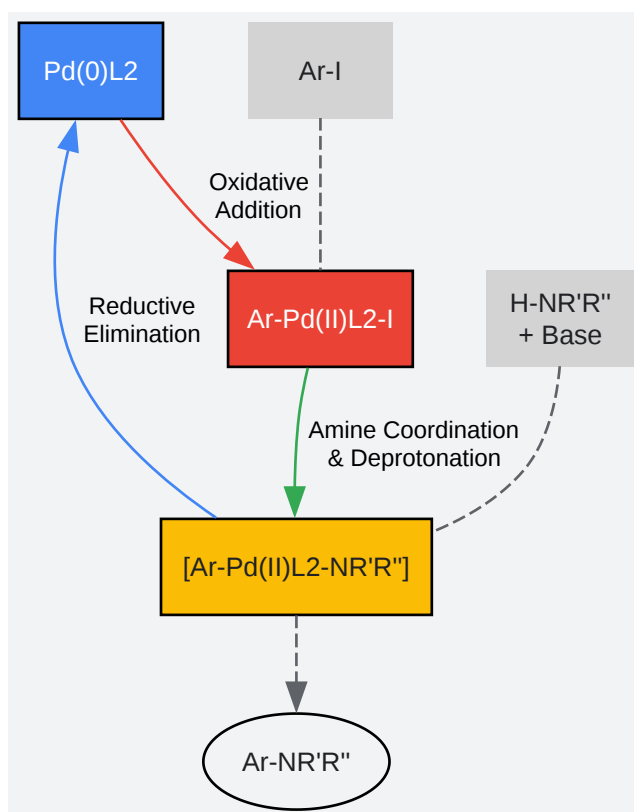 Pd(0)L2
Ar-I
Oxidative
Addition
Reductive
Elimination
Ar-Pd(II)L2-I
H-NR'R"
+ Base
Amine Coordination
& Deprotonation
[Ar-Pd(II)L2-NR'R"]
Ar-NR'R"